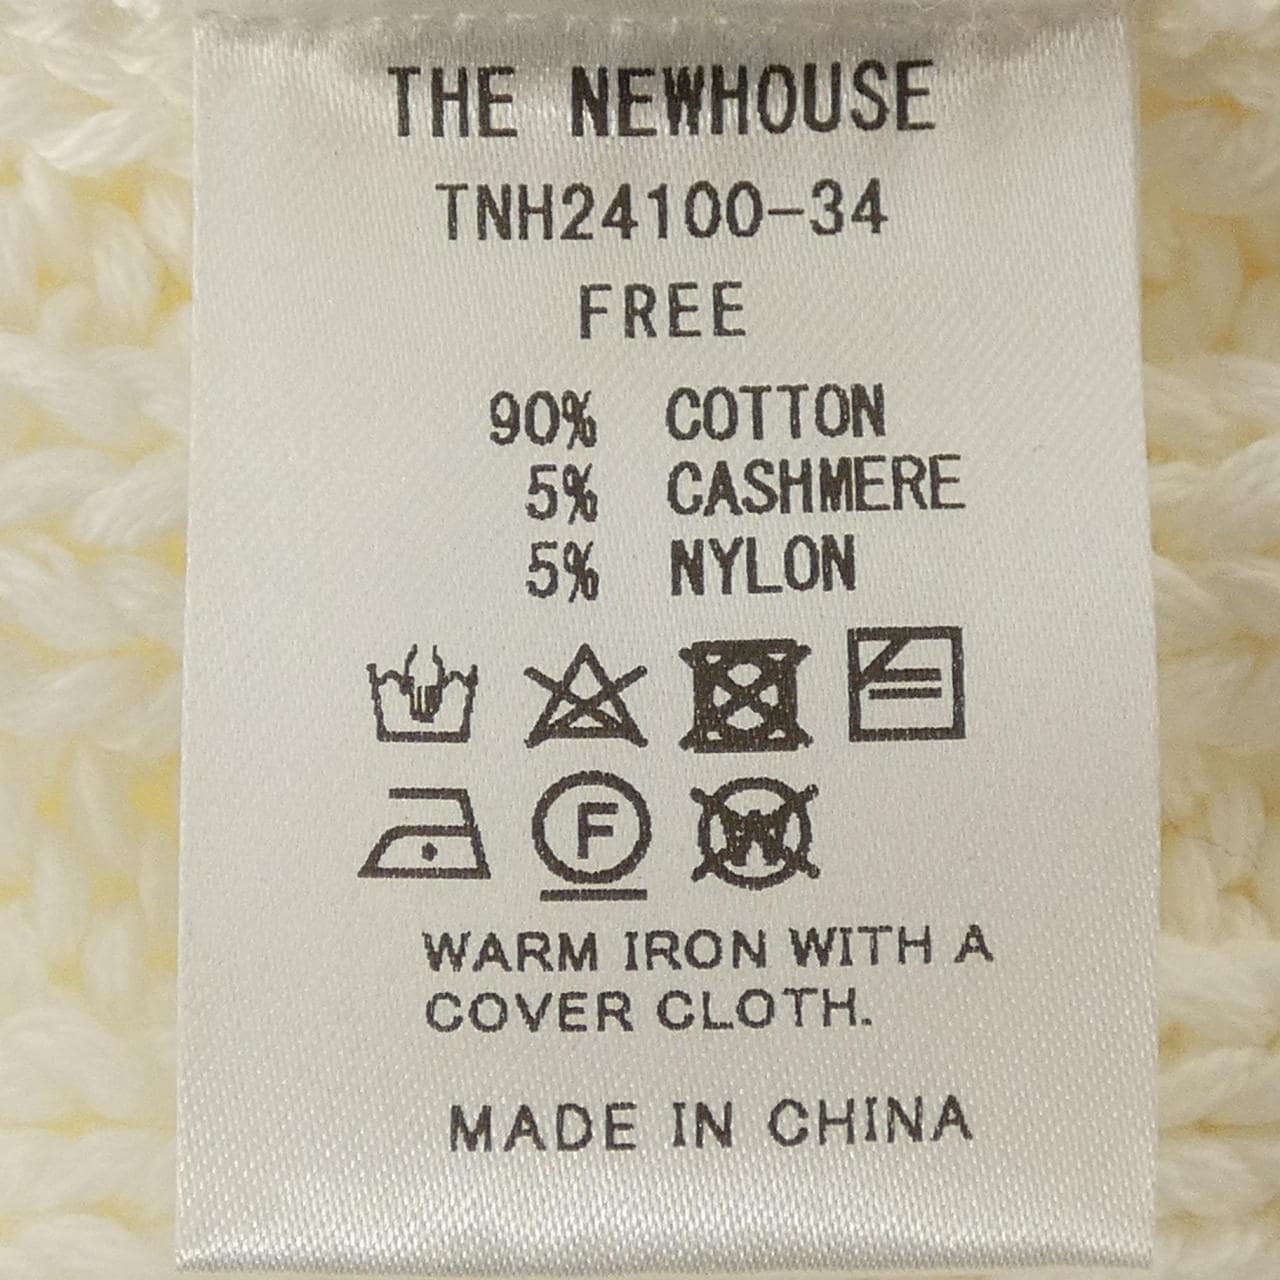 THE NEWHOUSE
TNH24100-34
FREE
90% COTTON
5% CASHMERE
5% NYLON
F W
WARM IRON WITH A
COVER CLOTH.
MADE IN CHINA